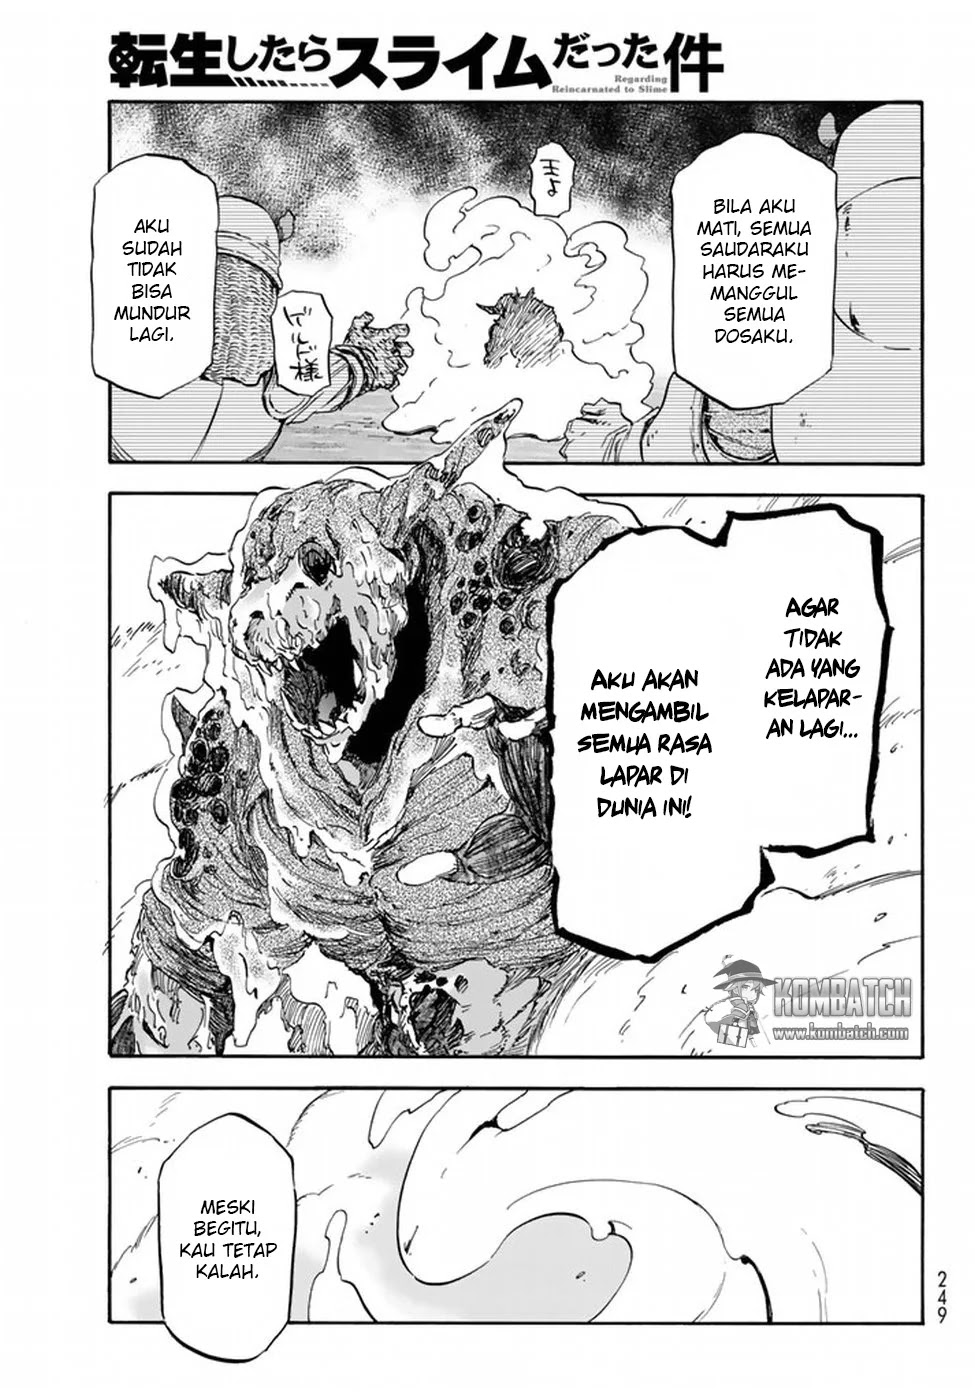 転生したらスライムだった件
Regarding
Reincarnated to Slime
BILA AKU
MATI, SEMUA
SAUDARAKU
HARUS ME-
MANGGUL
SEMUA
DOSAKU.
王よ
AKU
SUDAH
TIDAK
BISA
MUNDUR
LAGI.
ゲルド様
AGAR
TIDAK
ADA YANG
KELAPAR-
AN LAGI...
AKU AKAN
MENGAMBIL
SEMUA RASA
LAPAR DI
DUNIA INI!
KOMBATCH
www.kombatch.com
MESKI
BEGITU,
KAU TETAP
KALAH.
249